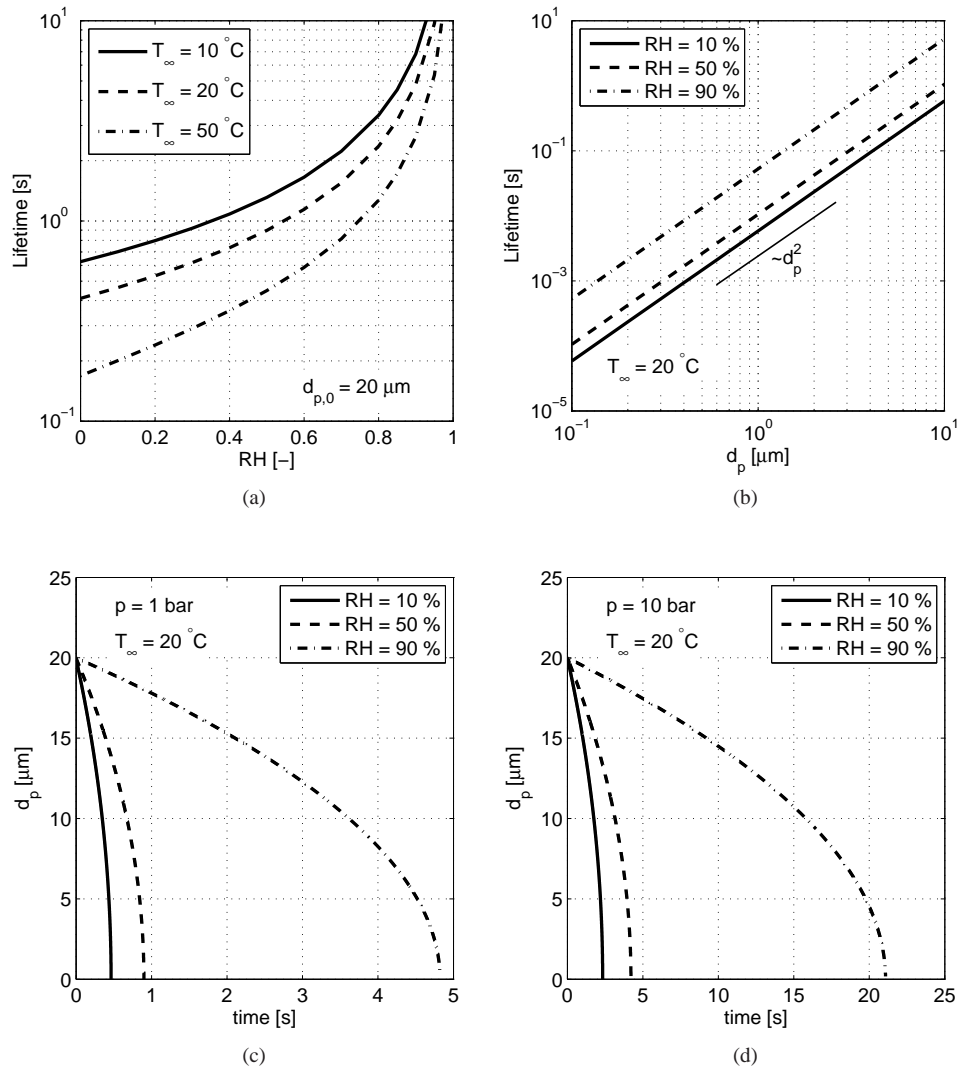 10^1
10^0
10^-1
Lifetime [s]
T∞ = 10 °C
T∞ = 20 °C
T∞ = 50 °C
d_p,0 = 20 μm
0 0.2 0.4 0.6 0.8 1
RH [−]
(a)
10^1
10^-1
10^-3
10^-5
Lifetime [s]
RH = 10 %
RH = 50 %
RH = 90 %
~d_p^2
T∞ = 20 °C
10^-1 10^0 10^1
d_p [μm]
(b)
25
20
15
10
5
0
d_p [μm]
p = 1 bar
T∞ = 20 °C
RH = 10 %
RH = 50 %
RH = 90 %
0 1 2 3 4 5
time [s]
(c)
25
20
15
10
5
0
d_p [μm]
p = 10 bar
T∞ = 20 °C
RH = 10 %
RH = 50 %
RH = 90 %
0 5 10 15 20 25
time [s]
(d)